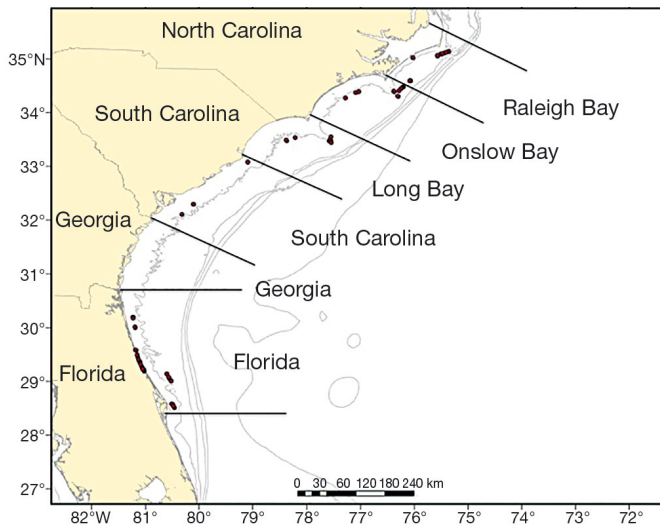 North Carolina
35°N
Raleigh Bay
34°
South Carolina
Onslow Bay
33°
Long Bay
32°
Georgia
South Carolina
31°
Georgia
30°
Florida
29°
Florida
28°
0 30 60 120 180 240 km
27°
82°W 81° 80° 79° 78° 77° 76° 75° 74° 73° 72°